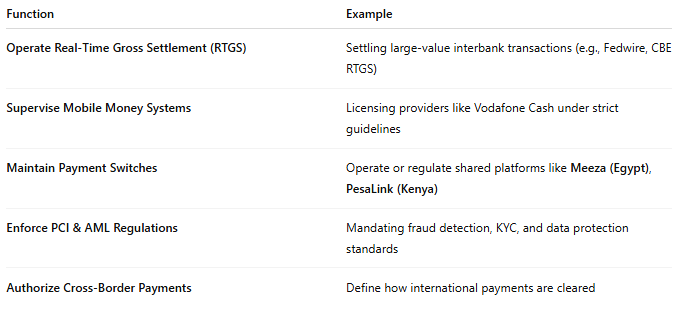 Function Example
Operate Real-Time Gross Settlement (RTGS) Settling large-value interbank transactions (e.g., Fedwire, CBE
RTGS)
Supervise Mobile Money Systems Licensing providers like Vodafone Cash under strict
guidelines
Maintain Payment Switches Operate or regulate shared platforms like Meeza (Egypt),
PesaLink (Kenya)
Enforce PCI & AML Regulations Mandating fraud detection, KYC, and data protection
standards
Authorize Cross-Border Payments Define how international payments are cleared